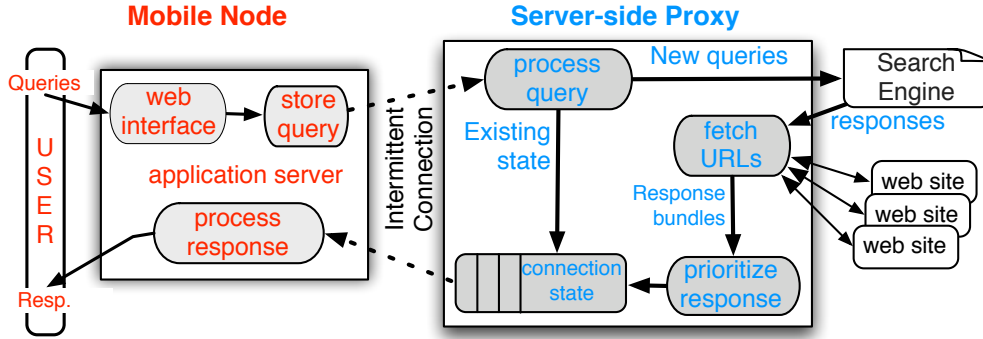 Mobile Node
Server-side Proxy
Queries
USER
Resp.
web
interface
store
query
application server
process
response
Intermittent
Connection
process
query
New queries
Search
Engine
responses
Existing
state
fetch
URLs
Response
bundles
web site
web site
web site
connection
state
prioritize
response